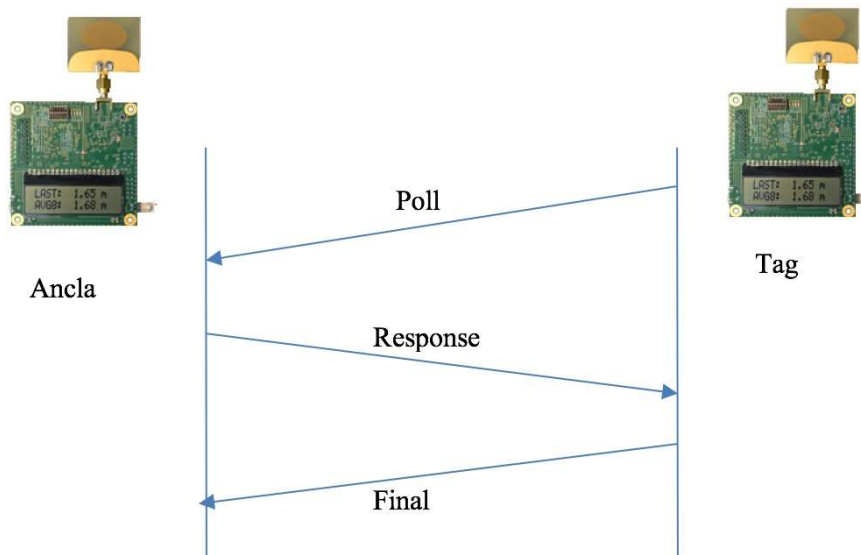 LAST: 1.65 m
AVG8: 1.68 m
LAST: 1.65 m
AVG8: 1.68 m
Poll
Ancla
Tag
Response
Final